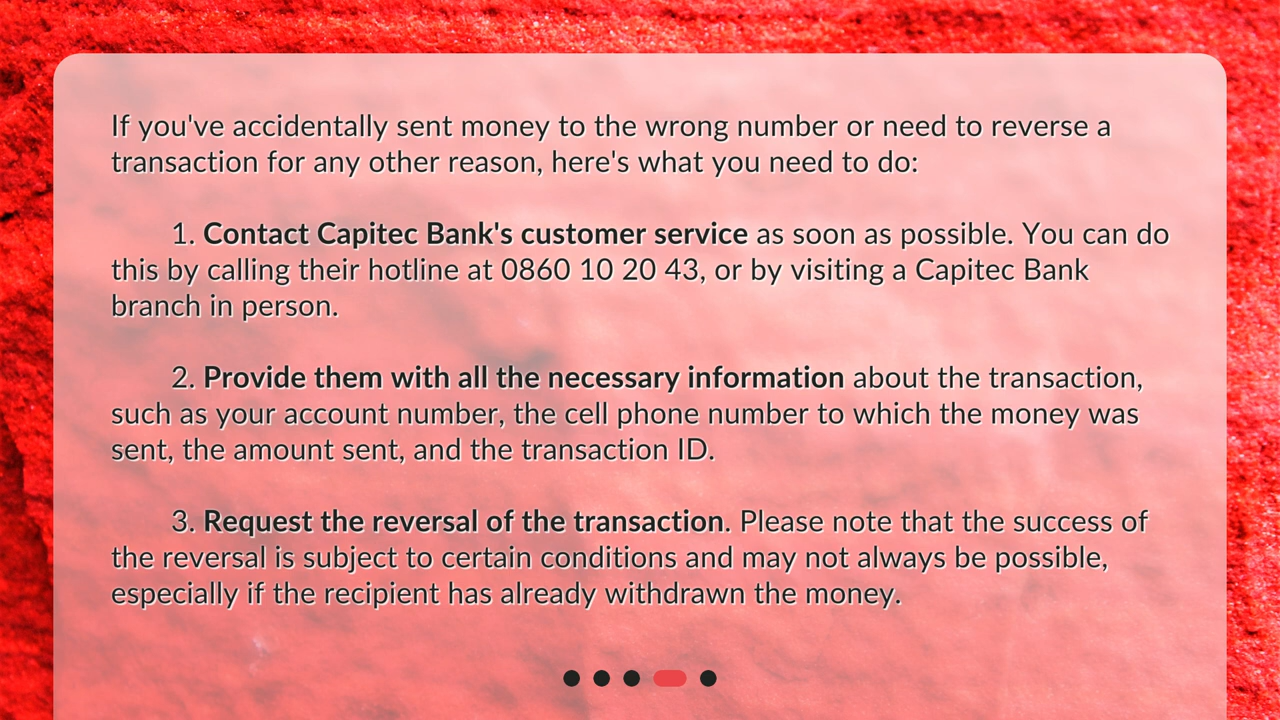 If you've accidentally sent money to the wrong number or need to reverse a
transaction for any other reason, here's what you need to do:
1. Contact Capitec Bank's customer service as soon as possible. You can do
this by calling their hotline at 0860 10 20 43, or by visiting a Capitec Bank
branch in person.
2. Provide them with all the necessary information about the transaction,
such as your account number, the cell phone number to which the money was
sent, the amount sent, and the transaction ID.
3. Request the reversal of the transaction. Please note that the success of
the reversal is subject to certain conditions and may not always be possible,
especially if the recipient has already withdrawn the money.